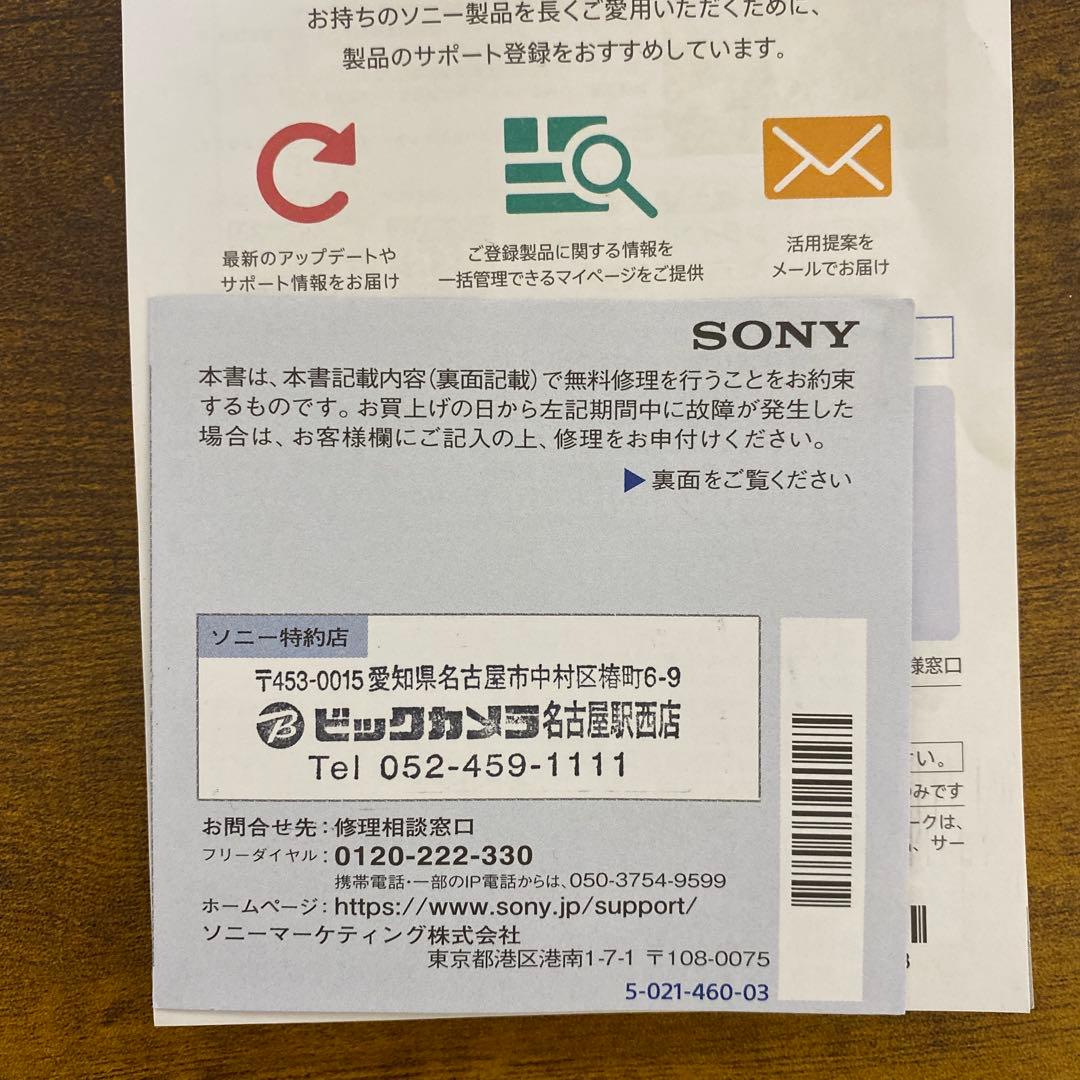 お持ちのソニー製品を長くご愛用いただくために、
製品のサポート登録をおすすめしています。
最新のアップデートや
サポート情報をお届け
ご登録製品に関する情報を
一括管理できるマイページをご提供
活用提案を
メールでお届け
SONY
本書は、本書記載内容(裏面記載)で無料修理を行うことをお約束
するものです。お買上げの日から左記期間中に故障が発生した
場合は、お客様欄にご記入の上、修理をお申付けください。
▶裏面をご覧ください
ソニー特約店
〒453-0015 愛知県名古屋市中村区椿町6-9
ビックカメラ名古屋駅西店
Tel 052-459-1111
お問合せ先:修理相談窓口
フリーダイヤル:0120-222-330
携帯電話・一部のIP電話からは、050-3754-9599
ホームページ:https://www.sony.jp/support/
ソニーマーケティング株式会社
東京都港区港南1-7-1 〒108-0075
5-021-460-03
様窓口
い。
みです
ークは、
、サー